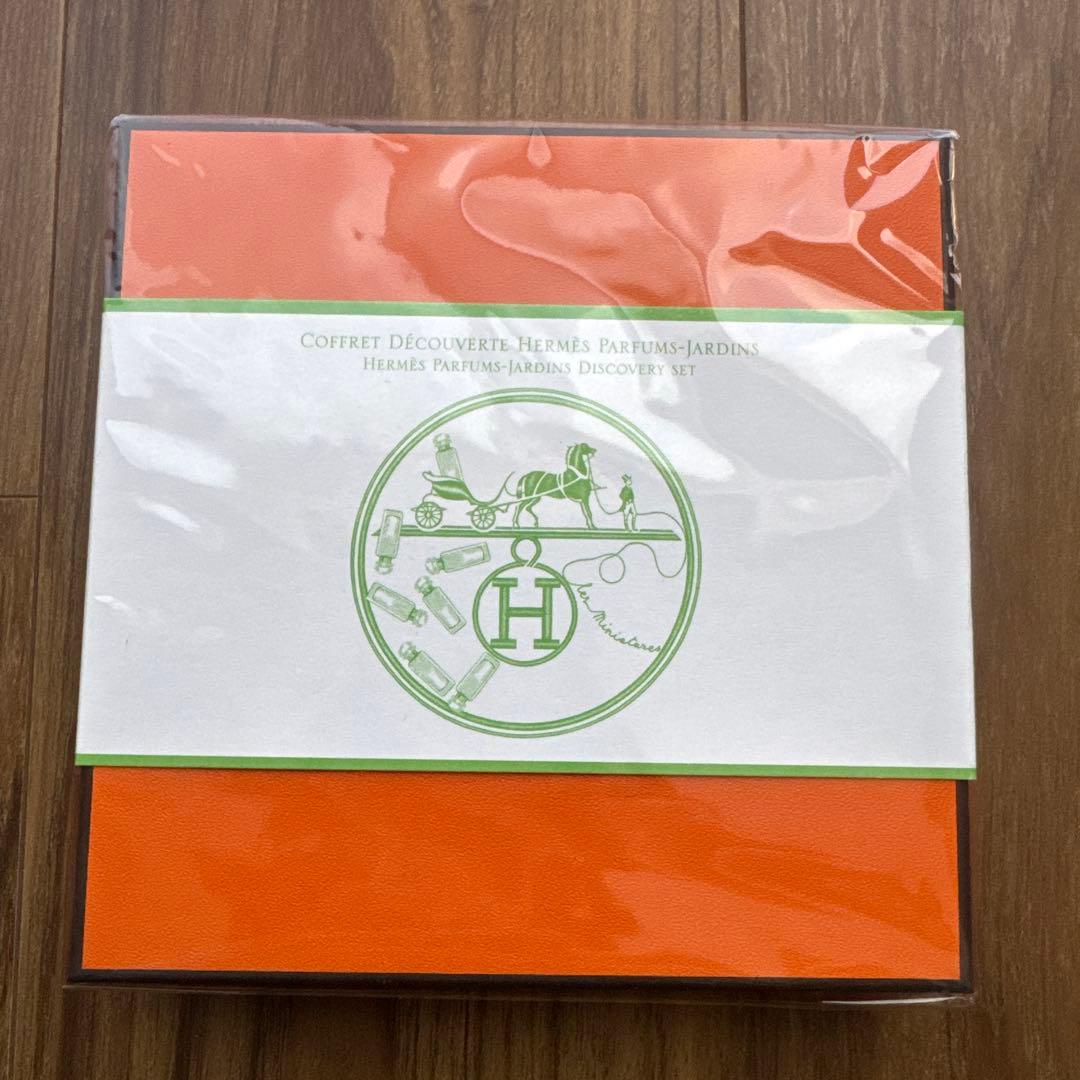 COFFRET DÉCOUVERTE HERMÈS PARFUMS-JARDINS
HERMÈS PARFUMS-JARDINS DISCOVERY SET
H
les Miniatures